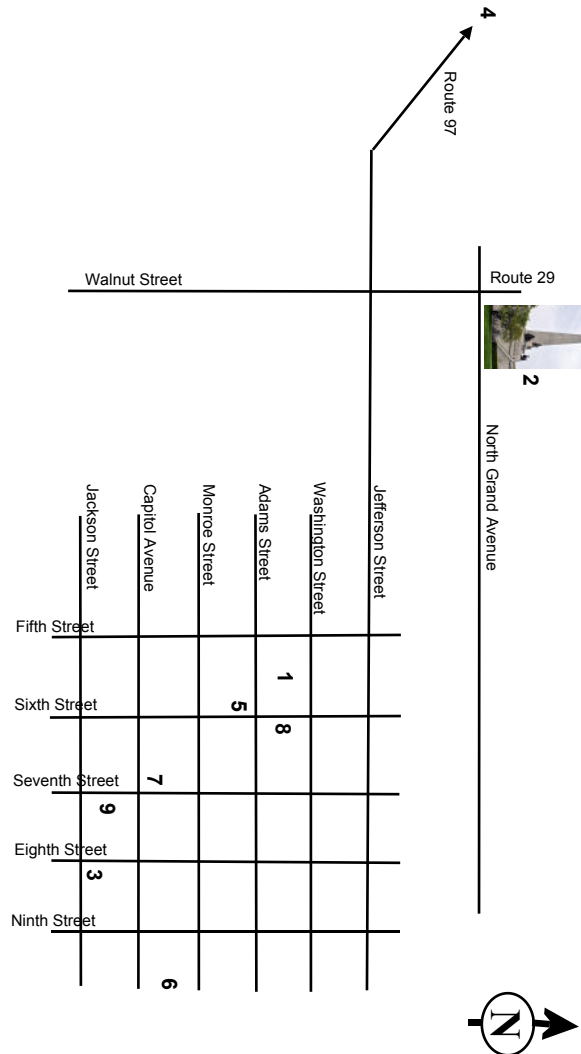 4
Route 97
Walnut Street
Route 29
2
North Grand Avenue
Jackson Street
Capitol Avenue
Monroe Street
Adams Street
Washington Street
Jefferson Street
Fifth Street
1
Sixth Street
5
8
Seventh Street
7
9
Eighth Street
3
Ninth Street
6
N